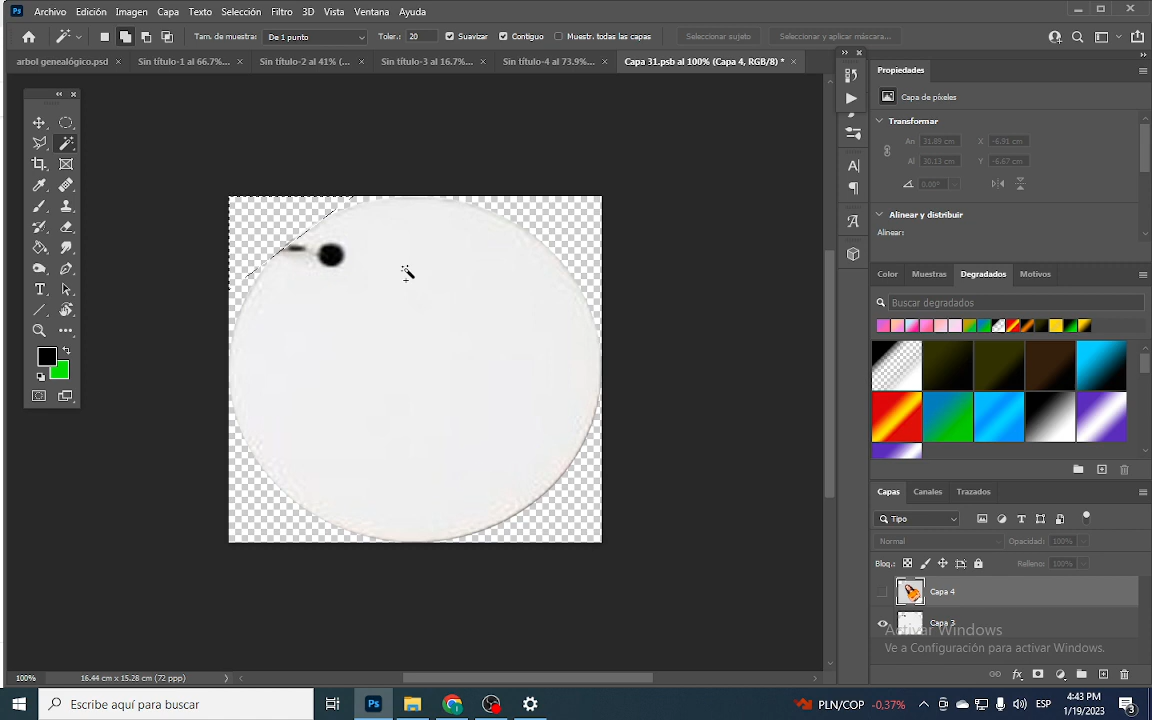 Archivo Edición Imagen Capa Texto Selección Filtro 3D Vista Ventana Ayuda
Tam. de muestra: De 1 punto Toler.: 20 Suavizar Contiguo Muestr. todas las capas Seleccionar sujeto Seleccionar y aplicar máscara...
arbol genealógico.psd Sin título-1 al 66.7%... Sin título-2 al 41% (... Sin título-3 al 16.7%... Sin título-4 al 73.9%... Capa 31.psb al 100% (Capa 4, RGB/8) *
Propiedades
Capa de píxeles
Transformar
An 31.89 cm X -6.91 cm
Al 30.13 cm Y -6.67 cm
0.00°
Alinear y distribuir
Alinear:
Color Muestras Degradados Motivos
Buscar degradados
Capas Canales Trazados
Tipo
Normal Opacidad: 100%
Bloq.: Relleno: 100%
Capa 4
Capa 3
Activar Windows
Ve a Configuración para activar Windows.
100% 16.44 cm x 15.28 cm (72 ppp)
Escribe aquí para buscar
PLN/COP -0,37% ESP 4:43 PM
1/19/2023
3